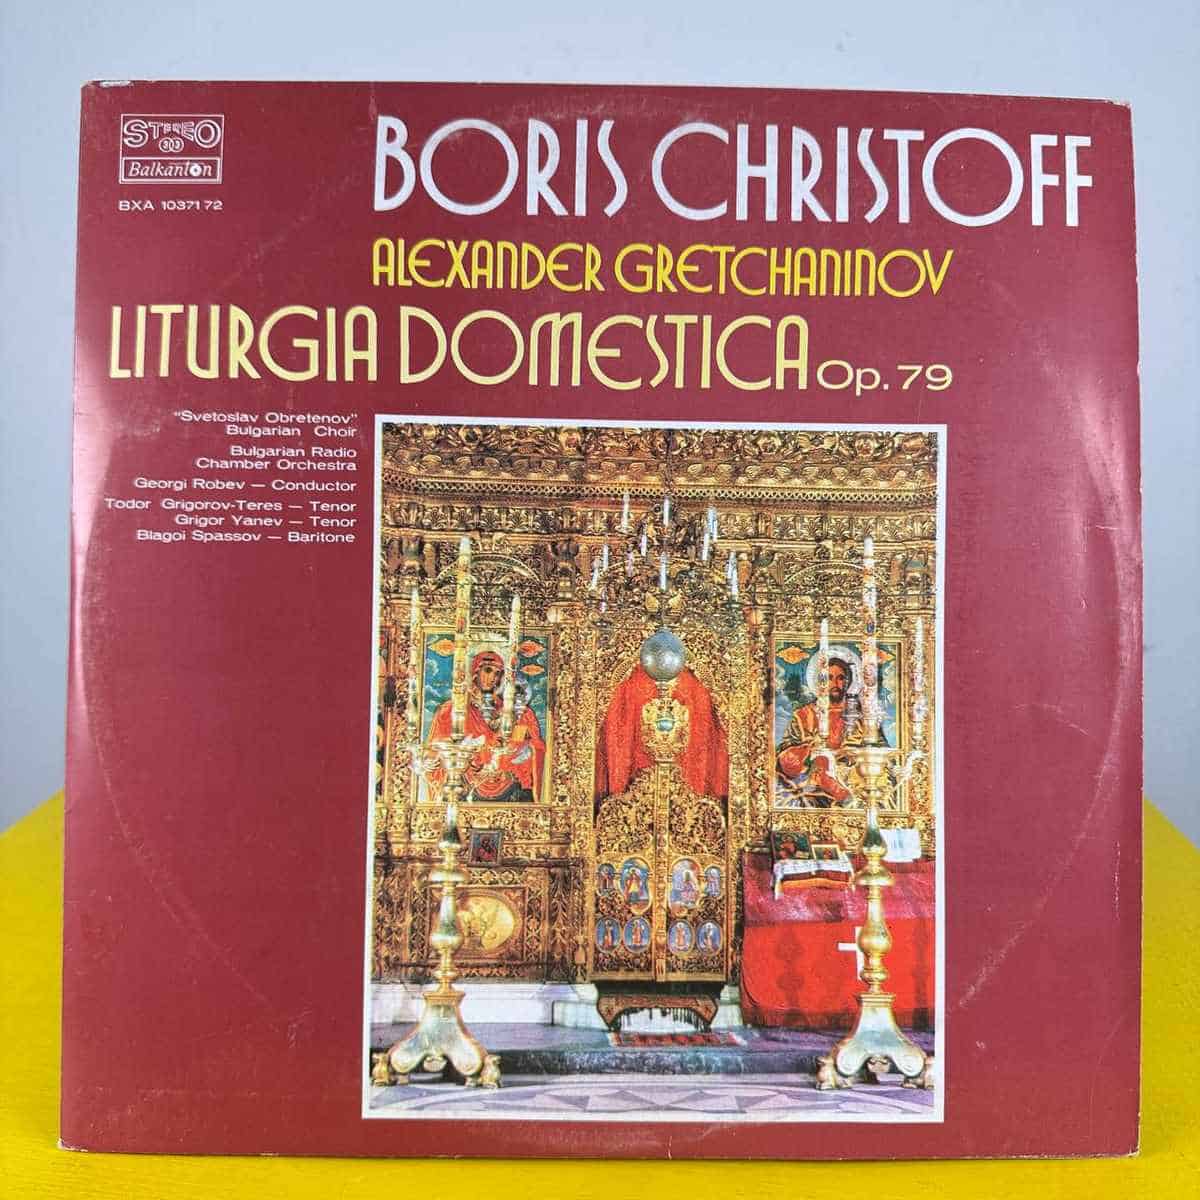 STEREO
33
Balkanton
BXA 1037172
BORIS CHRISTOFF
ALEXANDER GRETCHANINOV
LITURGIA DOMESTICA Op. 79
"Svetoslav Obretenov"
Bulgarian Choir
Bulgarian Radio
Chamber Orchestra
Georgi Robev — Conductor
Todor Grigorov-Teres — Tenor
Grigor Yanev — Tenor
Blagoi Spassov — Baritone